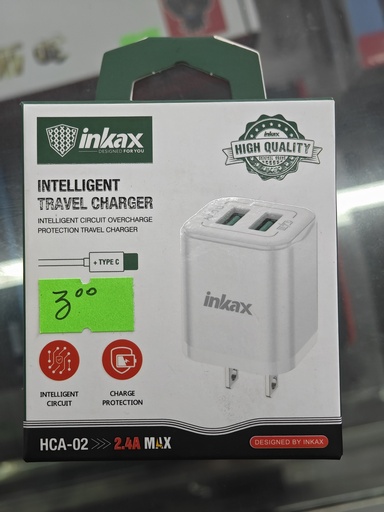 inkax
DESIGNED FOR YOU
HIGH QUALITY
INTELLIGENT
TRAVEL CHARGER
INTELLIGENT CIRCUIT OVERCHARGE
PROTECTION TRAVEL CHARGER
+ TYPE C
3⁰⁰
inkax
INTELLIGENT
CIRCUIT
CHARGE
PROTECTION
HCA-02 >>> 2.4A MAX
DESIGNED BY INKAX